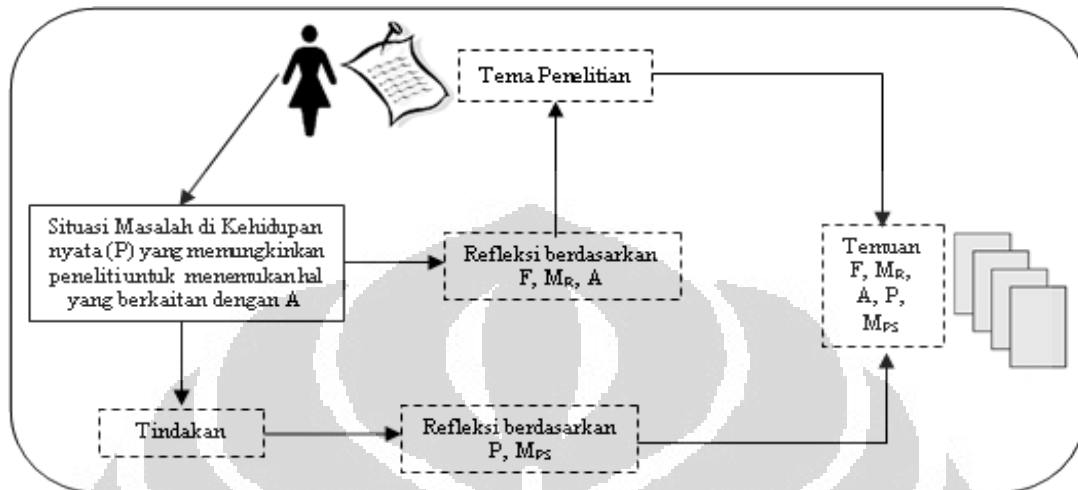 Tema Penelitian
Situasi Masalah di Kehidupan
nyata (P) yang memungkinkan
peneliti untuk menemukan hal
yang berkaitan dengan A
Refleksi berdasarkan
F, MR, A
Temuan
F, MR,
A, P,
MPS
Tindakan
Refleksi berdasarkan
P, MPS